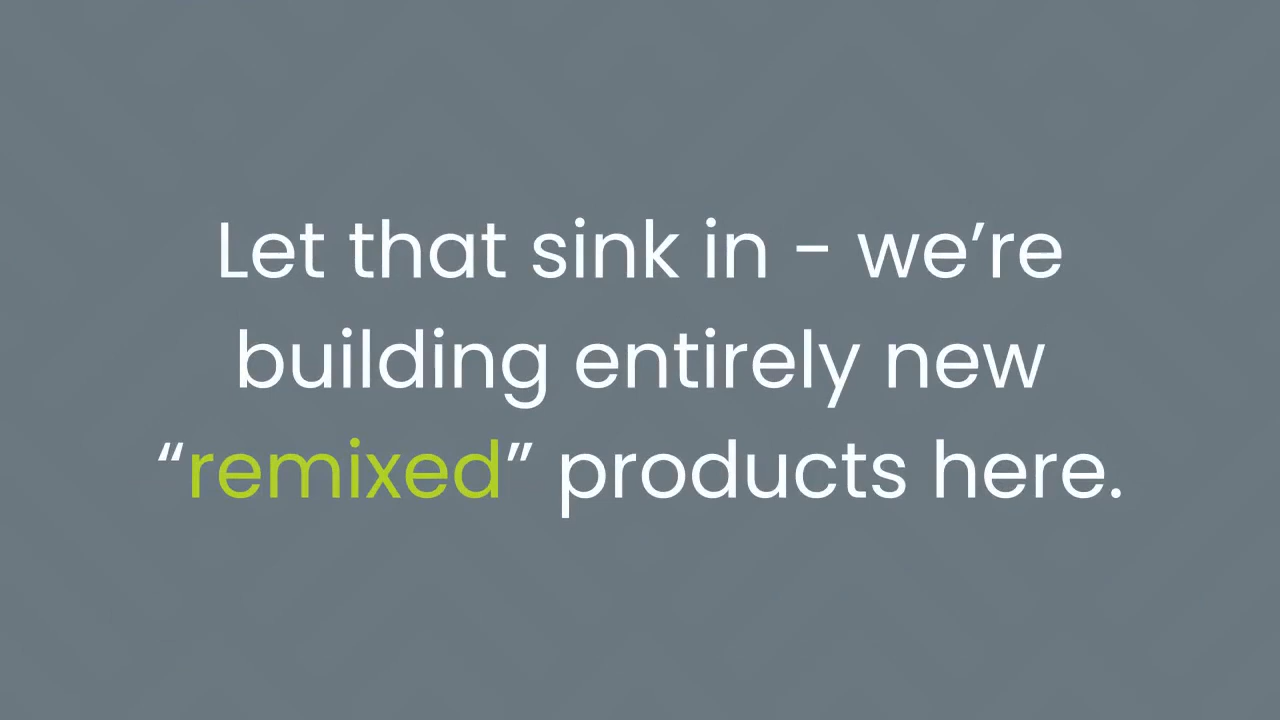 Let that sink in - we’re
building entirely new
“remixed” products here.